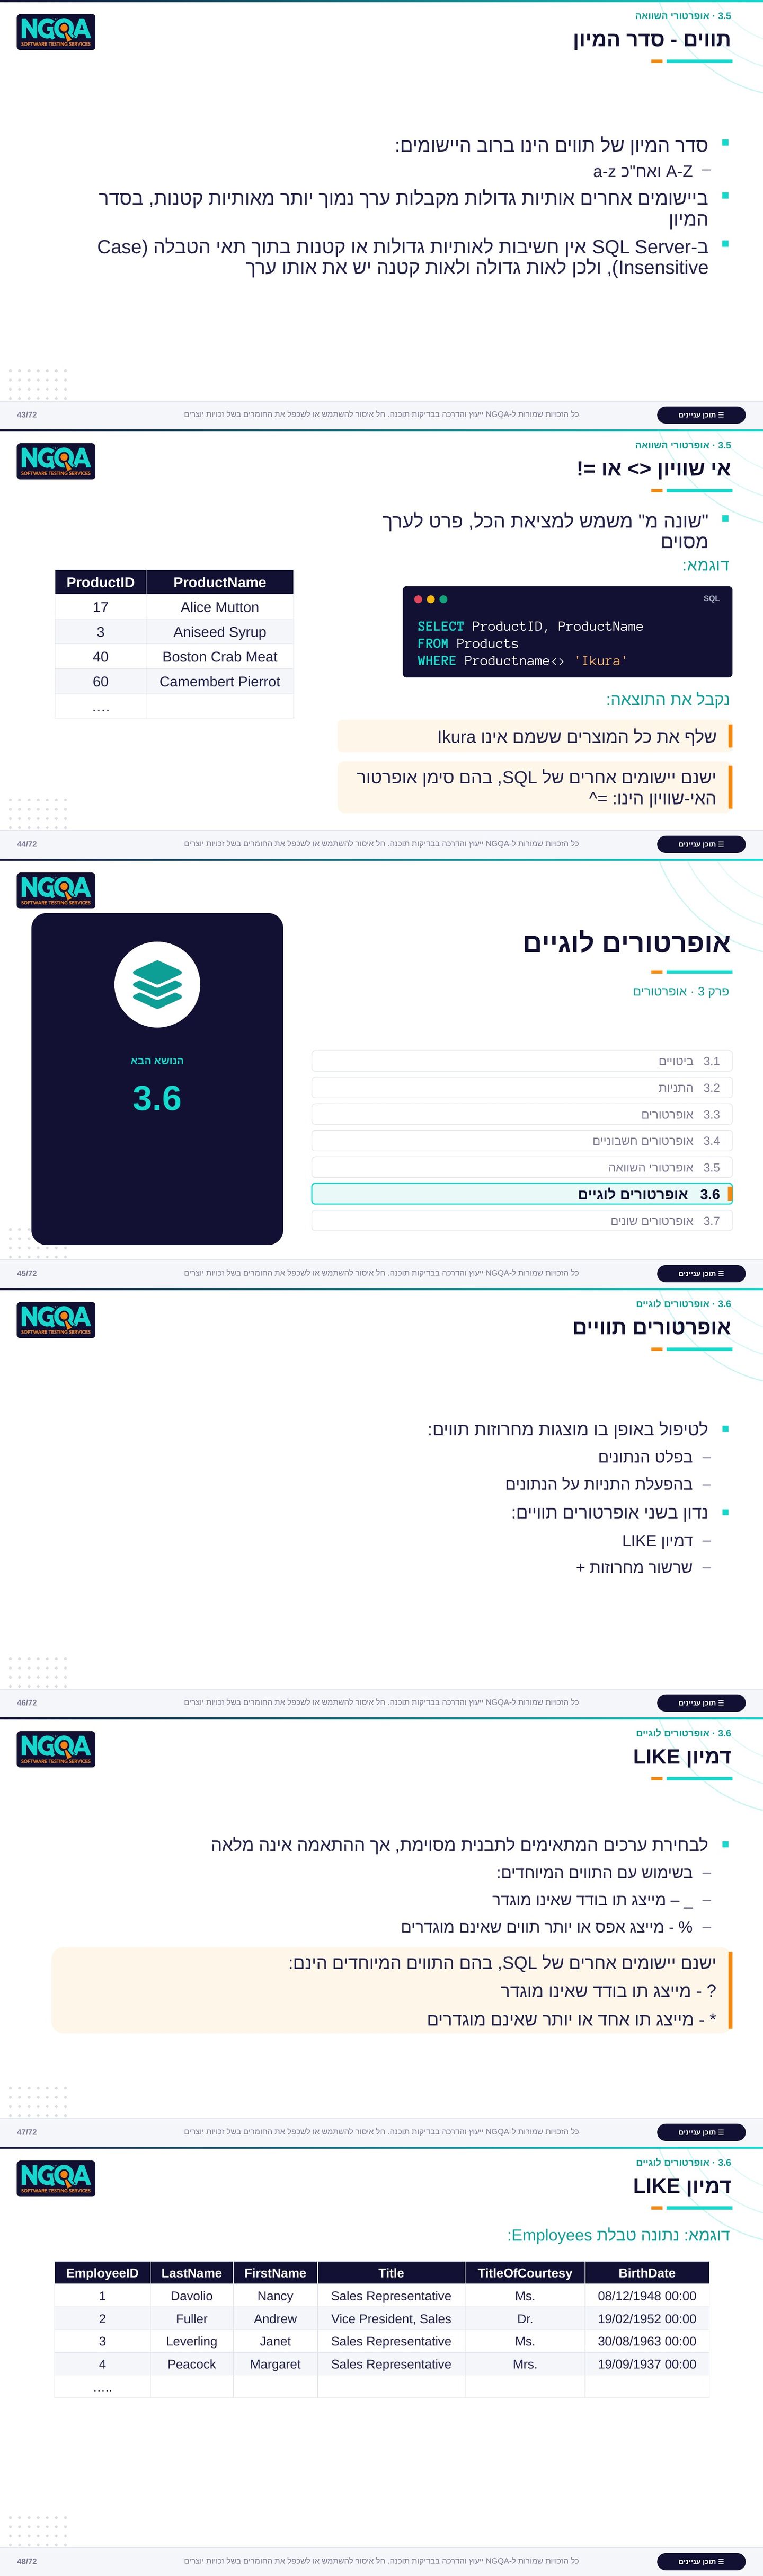 3.5 · אופרטורי השוואה
NGQA
SOFTWARE TESTING SERVICES
תווים - סדר המיון
סדר המיון של תווים הינו ברוב היישומים:
– A-Z ואח"כ a-z
ביישומים אחרים אותיות גדולות מקבלות ערך נמוך יותר מאותיות קטנות, בסדר
המיון
ב-SQL Server אין חשיבות לאותיות גדולות או קטנות בתוך תאי הטבלה (Case
Insensitive), ולכן לאות גדולה ולאות קטנה יש את אותו ערך
☰ תוכן עניינים
כל הזכויות שמורות ל-NGQA ייעוץ והדרכה בבדיקות תוכנה. חל איסור להשתמש או לשכפל את החומרים בשל זכויות יוצרים
43/72
3.5 · אופרטורי השוואה
NGQA
SOFTWARE TESTING SERVICES
אי שוויון <> או =!
"שונה מ" משמש למציאת הכל, פרט לערך
מסוים
דוגמא:
SQL
SELECT ProductID, ProductName
FROM Products
WHERE Productname<> 'Ikura'
נקבל את התוצאה:
שלף את כל המוצרים ששמם אינו Ikura
ישנם יישומים אחרים של SQL, בהם סימן אופרטור
האי-שוויון הינו: =^
ProductID ProductName
17 Alice Mutton
3 Aniseed Syrup
40 Boston Crab Meat
60 Camembert Pierrot
....
☰ תוכן עניינים
כל הזכויות שמורות ל-NGQA ייעוץ והדרכה בבדיקות תוכנה. חל איסור להשתמש או לשכפל את החומרים בשל זכויות יוצרים
44/72
NGQA
SOFTWARE TESTING SERVICES
אופרטורים לוגיים
פרק 3 · אופרטורים
3.1 ביטויים
3.2 התניות
3.3 אופרטורים
3.4 אופרטורים חשבוניים
3.5 אופרטורי השוואה
3.6 אופרטורים לוגיים
3.7 אופרטורים שונים
הנושא הבא
3.6
☰ תוכן עניינים
כל הזכויות שמורות ל-NGQA ייעוץ והדרכה בבדיקות תוכנה. חל איסור להשתמש או לשכפל את החומרים בשל זכויות יוצרים
45/72
3.6 · אופרטורים לוגיים
NGQA
SOFTWARE TESTING SERVICES
אופרטורים תוויים
לטיפול באופן בו מוצגות מחרוזות תווים:
– בפלט הנתונים
– בהפעלת התניות על הנתונים
נדון בשני אופרטורים תוויים:
– דמיון LIKE
– שרשור מחרוזות +
☰ תוכן עניינים
כל הזכויות שמורות ל-NGQA ייעוץ והדרכה בבדיקות תוכנה. חל איסור להשתמש או לשכפל את החומרים בשל זכויות יוצרים
46/72
3.6 · אופרטורים לוגיים
NGQA
SOFTWARE TESTING SERVICES
דמיון LIKE
לבחירת ערכים המתאימים לתבנית מסוימת, אך ההתאמה אינה מלאה
– בשימוש עם התווים המיוחדים:
– _ – מייצג תו בודד שאינו מוגדר
– % - מייצג אפס או יותר תווים שאינם מוגדרים
ישנם יישומים אחרים של SQL, בהם התווים המיוחדים הינם:
? - מייצג תו בודד שאינו מוגדר
* - מייצג תו אחד או יותר שאינם מוגדרים
☰ תוכן עניינים
כל הזכויות שמורות ל-NGQA ייעוץ והדרכה בבדיקות תוכנה. חל איסור להשתמש או לשכפל את החומרים בשל זכויות יוצרים
47/72
3.6 · אופרטורים לוגיים
NGQA
SOFTWARE TESTING SERVICES
דמיון LIKE
דוגמא: נתונה טבלת Employees:
EmployeeID LastName FirstName Title TitleOfCourtesy BirthDate
1 Davolio Nancy Sales Representative Ms. 08/12/1948 00:00
2 Fuller Andrew Vice President, Sales Dr. 19/02/1952 00:00
3 Leverling Janet Sales Representative Ms. 30/08/1963 00:00
4 Peacock Margaret Sales Representative Mrs. 19/09/1937 00:00
.....
☰ תוכן עניינים
כל הזכויות שמורות ל-NGQA ייעוץ והדרכה בבדיקות תוכנה. חל איסור להשתמש או לשכפל את החומרים בשל זכויות יוצרים
48/72